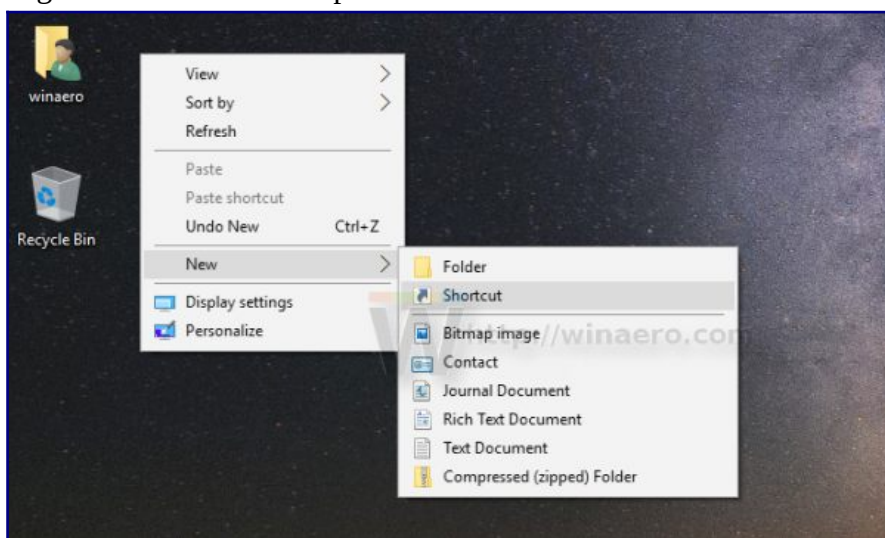 winaero
Recycle Bin
View
Sort by
Refresh
Paste
Paste shortcut
Undo New Ctrl+Z
New
Display settings
Personalize
Folder
Shortcut
Bitmap image
Contact
Journal Document
Rich Text Document
Text Document
Compressed (zipped) Folder
http://winaero.com